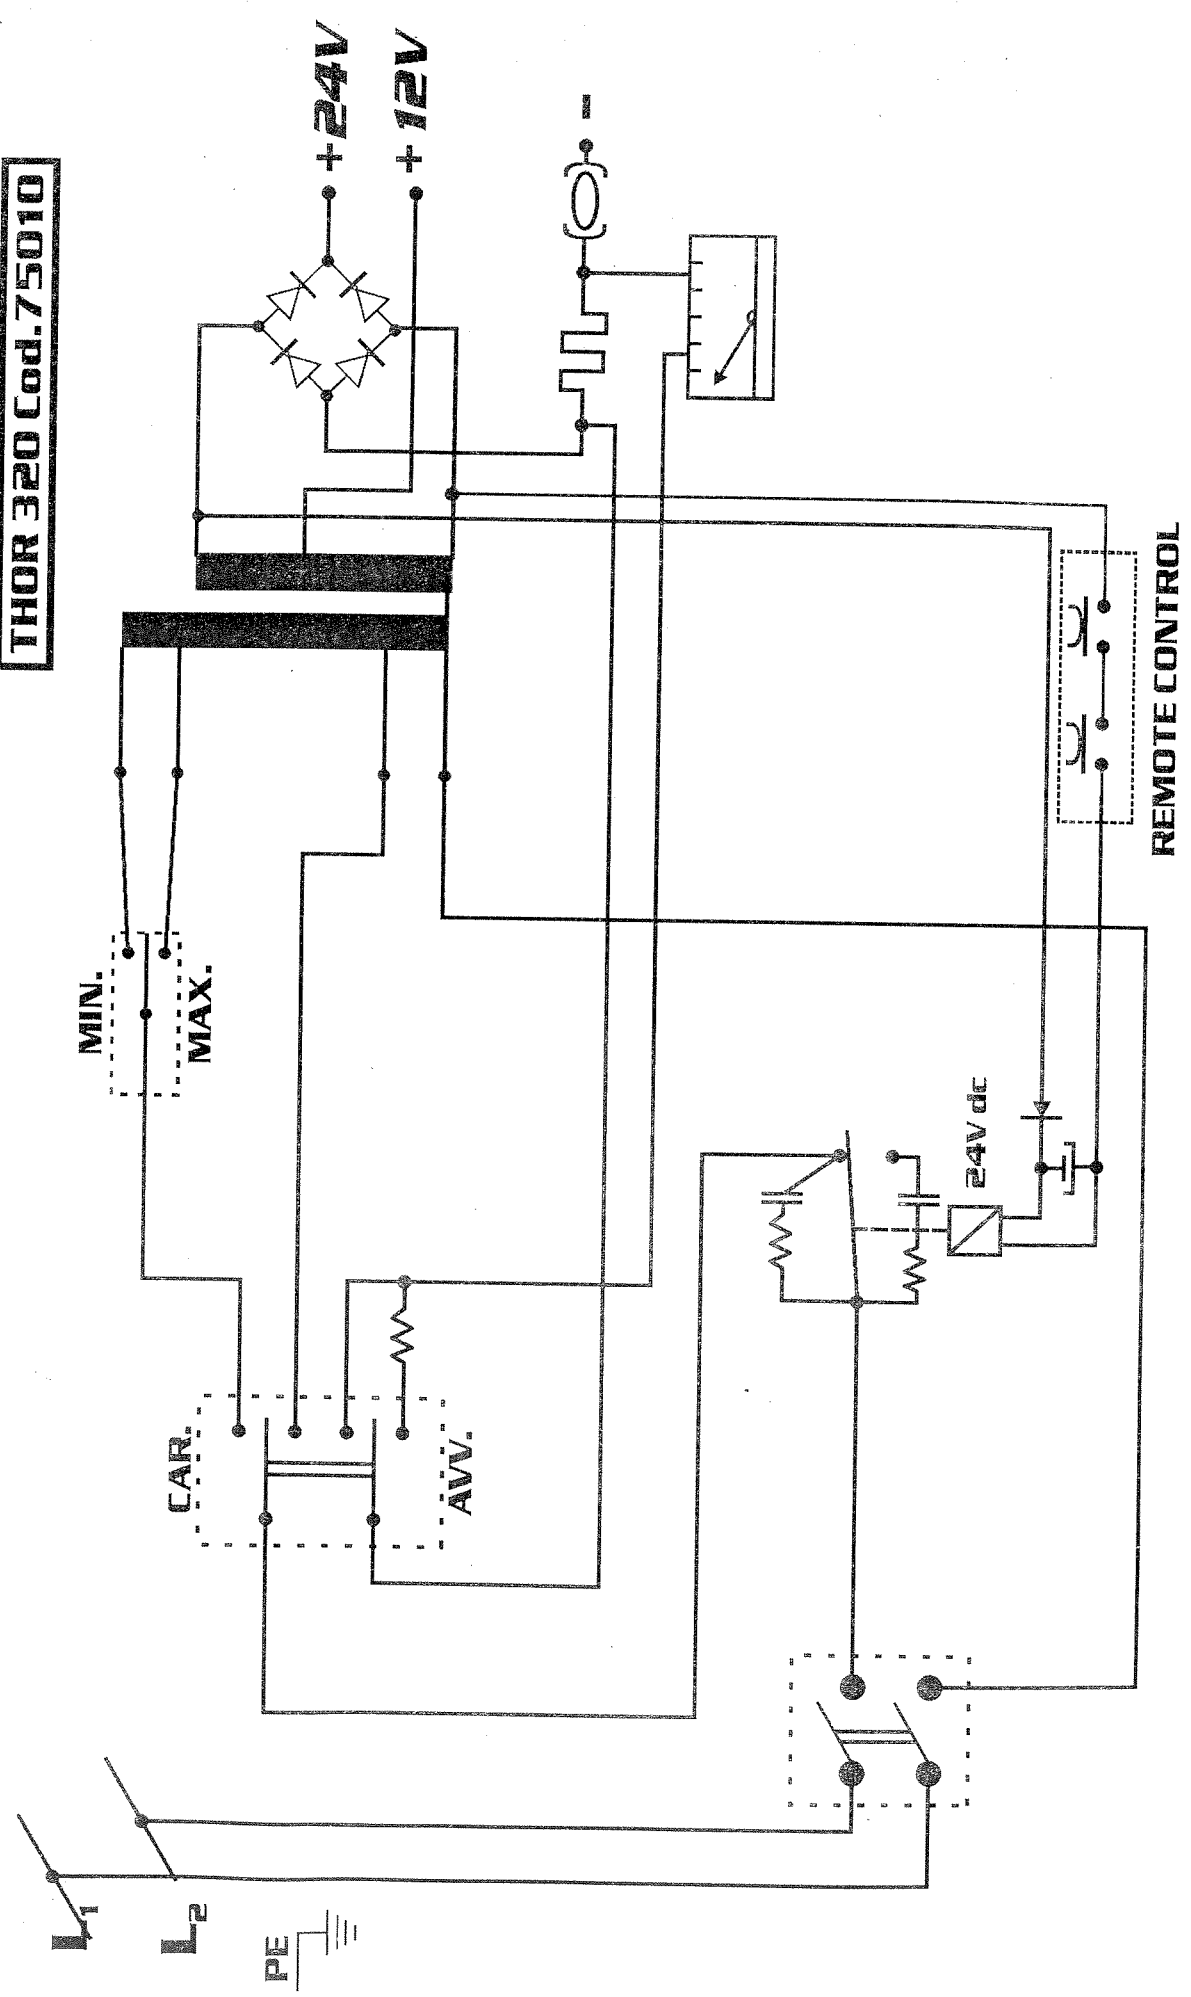 THOR 320 Cod.75010
+ 24V
+ 12V
-
REMOTE CONTROL
MIN.
MAX.
24V dc
CAR.
AVV.
L1
L2
PE